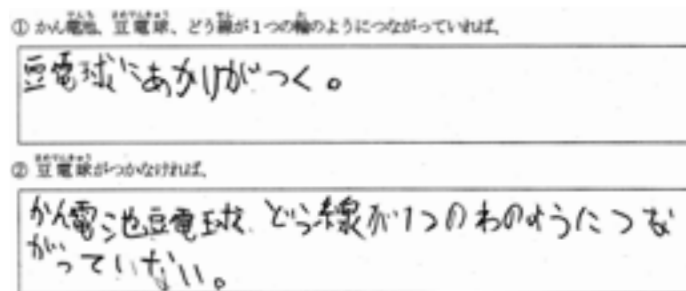 ① かん電池、豆電球、どう線が1つの輪のようにつながっていれば、
豆電球にあかりがつく。
② 豆電球がつかなければ、
かん電池豆電球、どう線が1つのわのようにつな
がっていない。